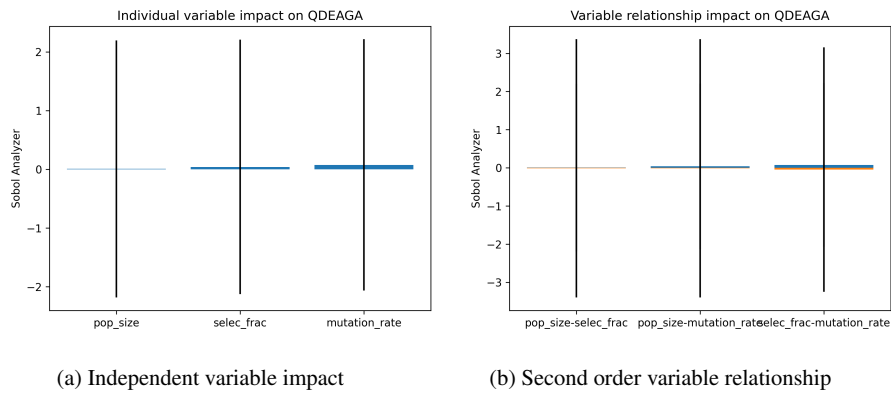 Individual variable impact on QDEAGA
Sobol Analyzer
2
1
0
−1
−2
pop_size selec_frac mutation_rate
(a) Independent variable impact
Variable relationship impact on QDEAGA
Sobol Analyzer
3
2
1
0
−1
−2
−3
pop_size-selec_frac pop_size-mutation_rate selec_frac-mutation_rate
(b) Second order variable relationship